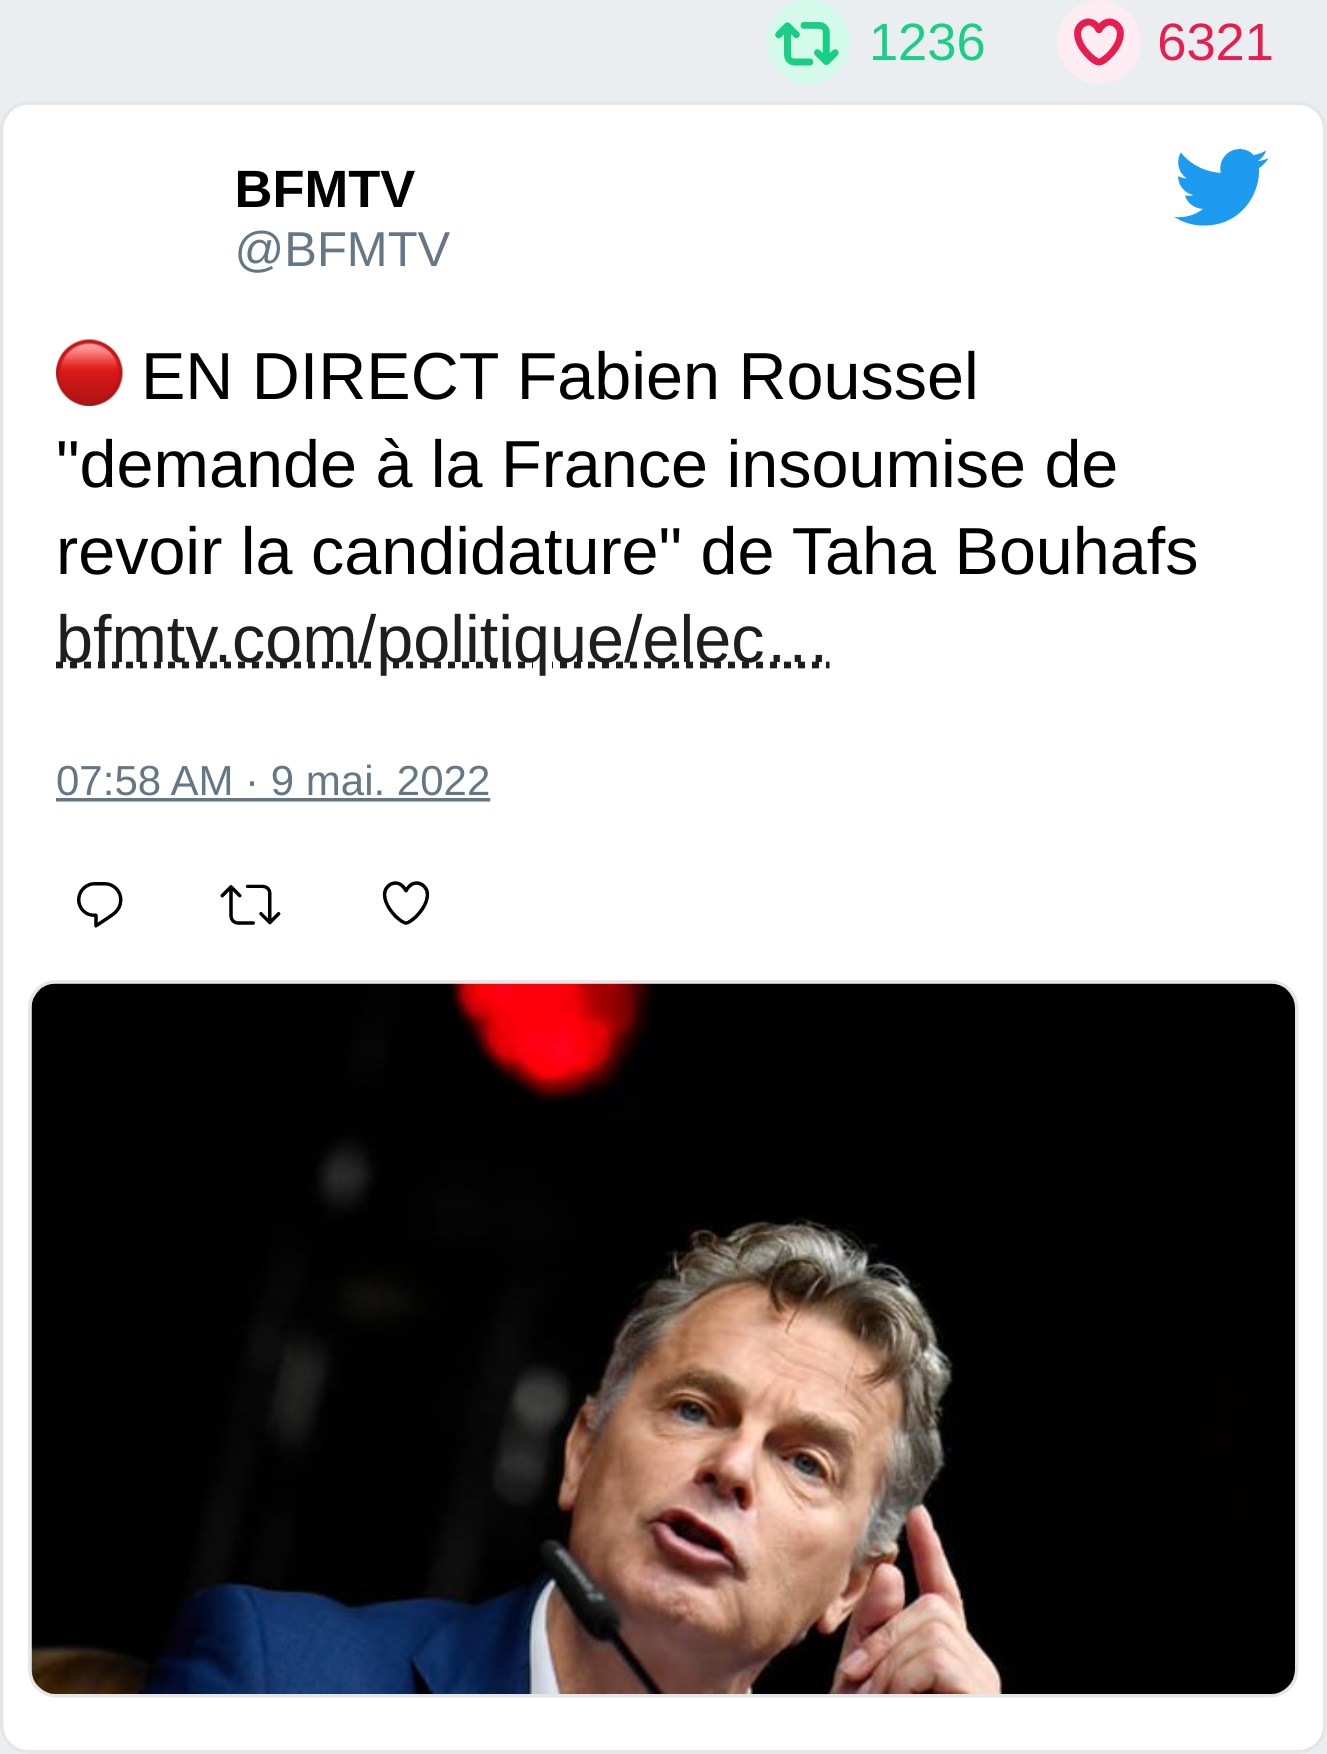 1236 6321
BFMTV
@BFMTV
🔴 EN DIRECT Fabien Roussel
"demande à la France insoumise de
revoir la candidature" de Taha Bouhafs
bfmtv.com/politique/elec…
07:58 AM · 9 mai. 2022